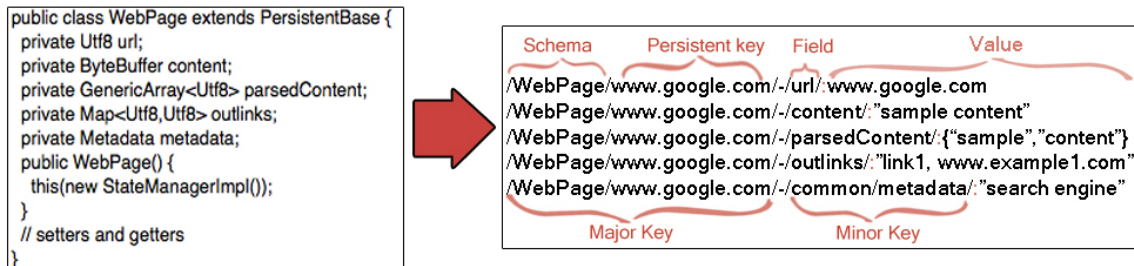 public class WebPage extends PersistentBase {
private Utf8 url;
private ByteBuffer content;
private GenericArray<Utf8> parsedContent;
private Map<Utf8,Utf8> outlinks;
private Metadata metadata;
public WebPage() {
this(new StateManagerImpl());
}
// setters and getters
}
Schema Persistent key Field Value
/WebPage/www.google.com/-/url/:www.google.com
/WebPage/www.google.com/-/content/:"sample content"
/WebPage/www.google.com/-/parsedContent/:{"sample","content"}
/WebPage/www.google.com/-/outlinks/:"link1, www.example1.com"
/WebPage/www.google.com/-/common/metadata/:"search engine"
Major Key Minor Key